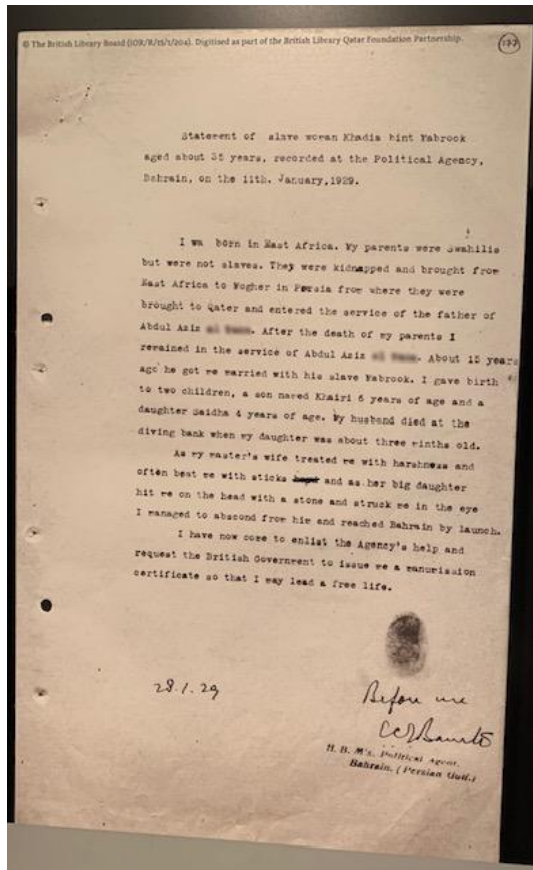 © The British Library Board (IOR/R/15/1/204). Digitised as part of the British Library Qatar Foundation Partnership.
177
Statement of slave woman Khadia bint Mabrook
aged about 35 years, recorded at the Political Agency,
Bahrain, on the 11th. January,1929.
I wa born in East Africa. My parents were Swahilis
but were not slaves. They were kidnapped and brought from
East Africa to Mogher in Persia from where they were
brought to Qater and entered the service of the father of
Abdul Aziz. After the death of my parents I
remained in the service of Abdul Aziz. About 15 years
ago he got me married with his slave Mabrook. I gave birth
to two children, a son named Khairi 6 years of age and a
daughter Saidha 4 years of age. My husband died at the
diving bank when my daughter was about three minths old.
As my master's wife treated me with harshness and
often beat me with sticks and as her big daughter
hit me on the head with a stone and struck me in the eye
I managed to abscond from him and reached Bahrain by launch.
I have now come to enlist the Agency's help and
request the British Government to issue me a manumission
certificate so that I may lead a free life.
28.1.29
Before me
H. B. M's. Political Agent.
Bahrain. (Persian Gulf.)